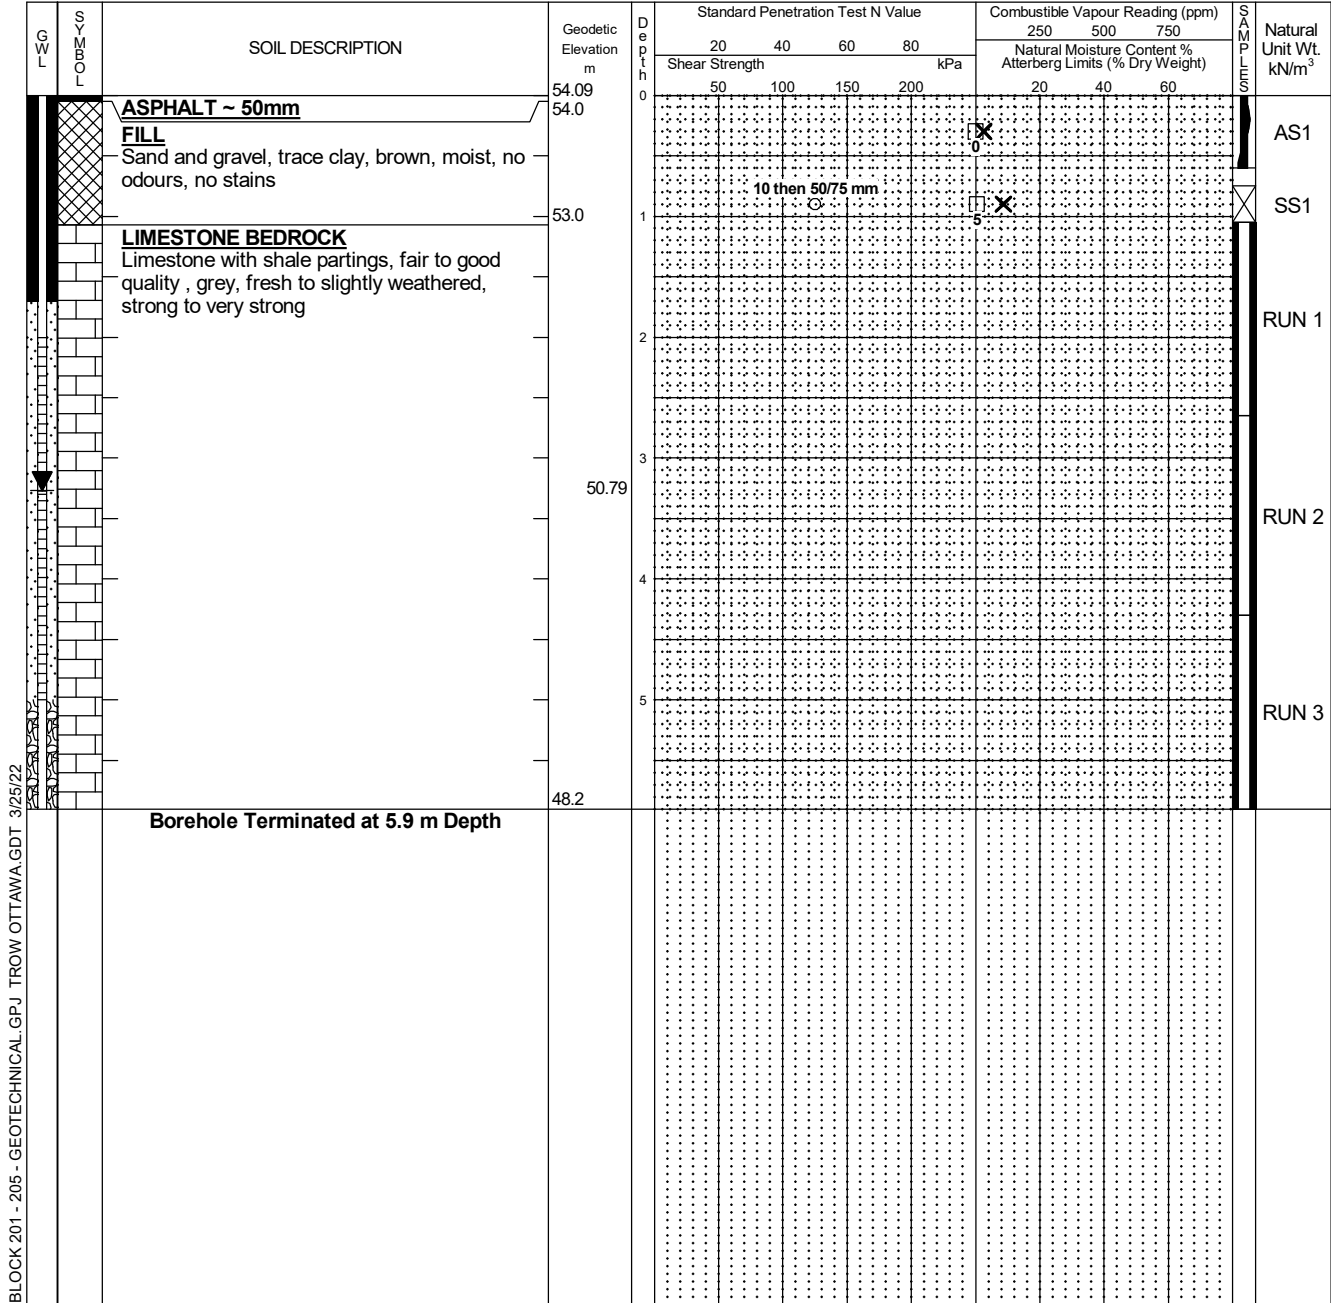 GWL
SYMBOL
SOIL DESCRIPTION
Geodetic
Elevation
m
Depth
Standard Penetration Test N Value
20 40 60 80
Shear Strength kPa
50 100 150 200
Combustible Vapour Reading (ppm)
250 500 750
Natural Moisture Content %
Atterberg Limits (% Dry Weight)
20 40 60
SAMPLES
Natural
Unit Wt.
kN/m³
54.09
0
ASPHALT ~ 50mm
54.0
FILL
Sand and gravel, trace clay, brown, moist, no
odours, no stains
0
AS1
10 then 50/75 mm
5
SS1
53.0
1
LIMESTONE BEDROCK
Limestone with shale partings, fair to good
quality , grey, fresh to slightly weathered,
strong to very strong
RUN 1
2
3
50.79
RUN 2
4
5
RUN 3
48.2
Borehole Terminated at 5.9 m Depth
BLOCK 201 - 205 - GEOTECHNICAL.GPJ TROW OTTAWA.GDT 3/25/22